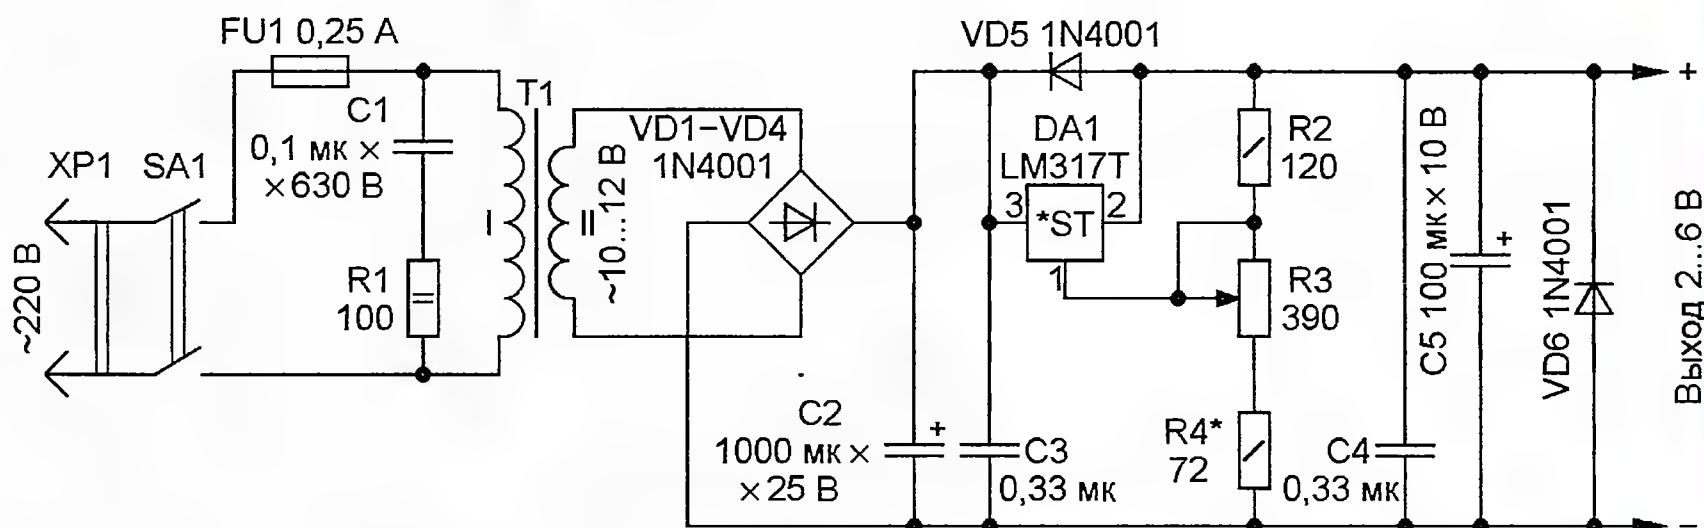 FU1 0,25 А
C1
0,1 мк ×
×630 В
XP1
SA1
~220 В
R1
100
T1
I
II
~10...12 В
VD1–VD4
1N4001
VD5 1N4001
DA1
LM317T
3
*ST
2
1
R2
120
R3
390
R4*
72
C2
1000 мк ×
×25 В
+
C3
0,33 мк
C4
0,33 мк
C5 100 мк × 10 В
+
VD6 1N4001
+
Выход 2...6 В
–